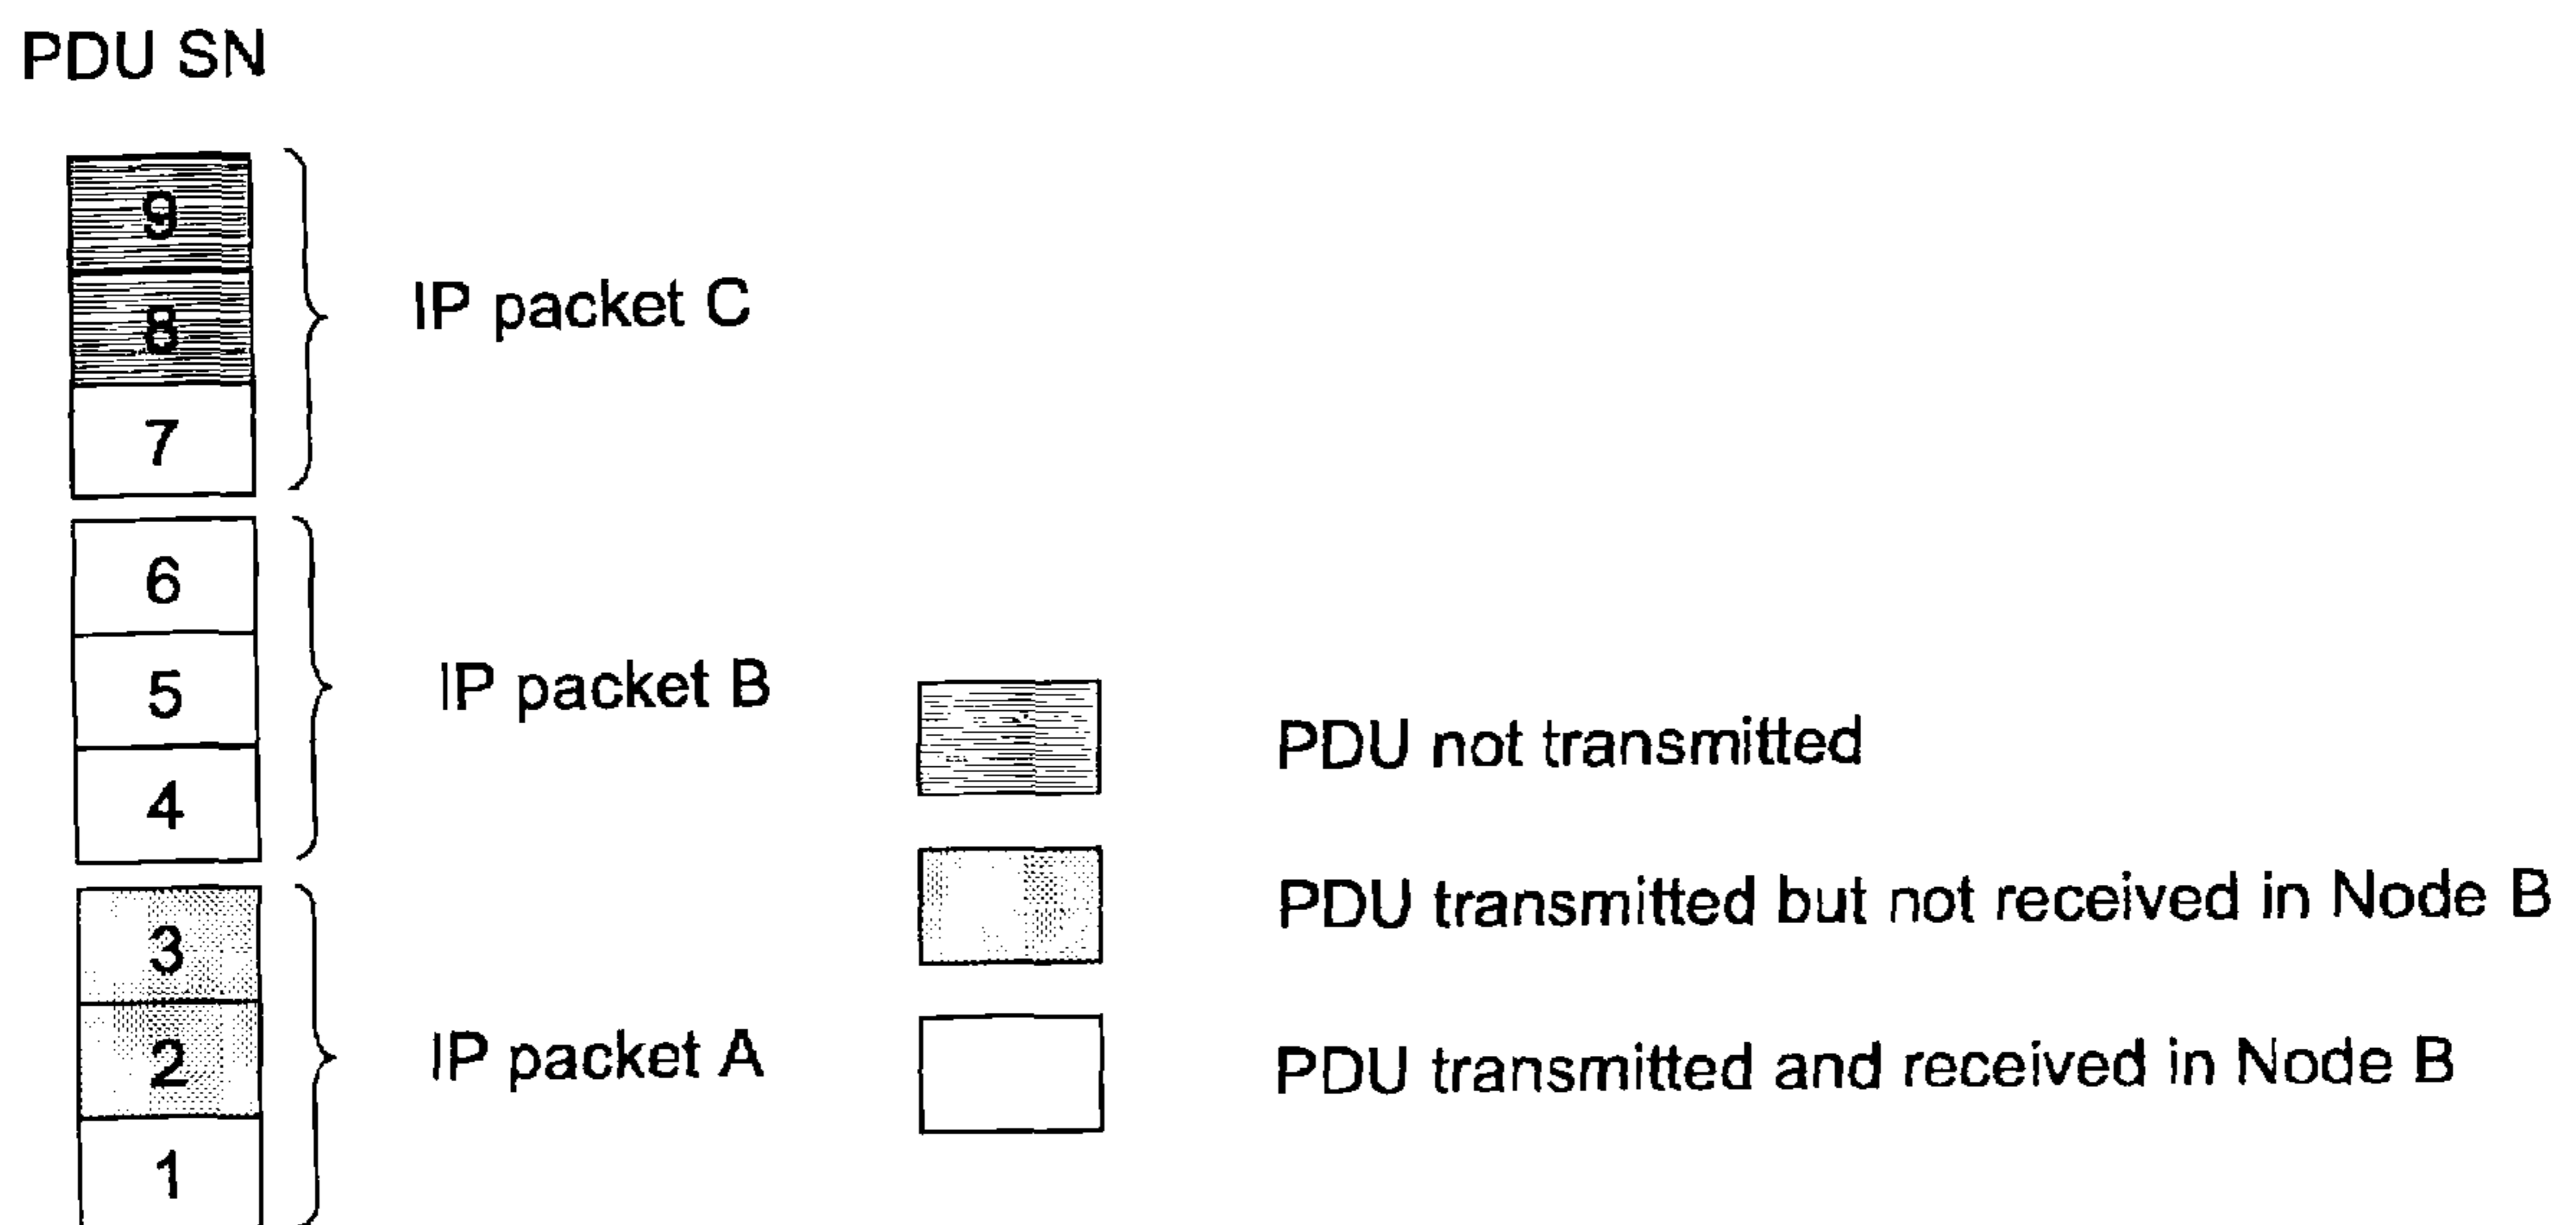 PDU SN
9
8
7
IP packet C
6
5
4
IP packet B
3
2
1
IP packet A
PDU not transmitted
PDU transmitted but not received in Node B
PDU transmitted and received in Node B